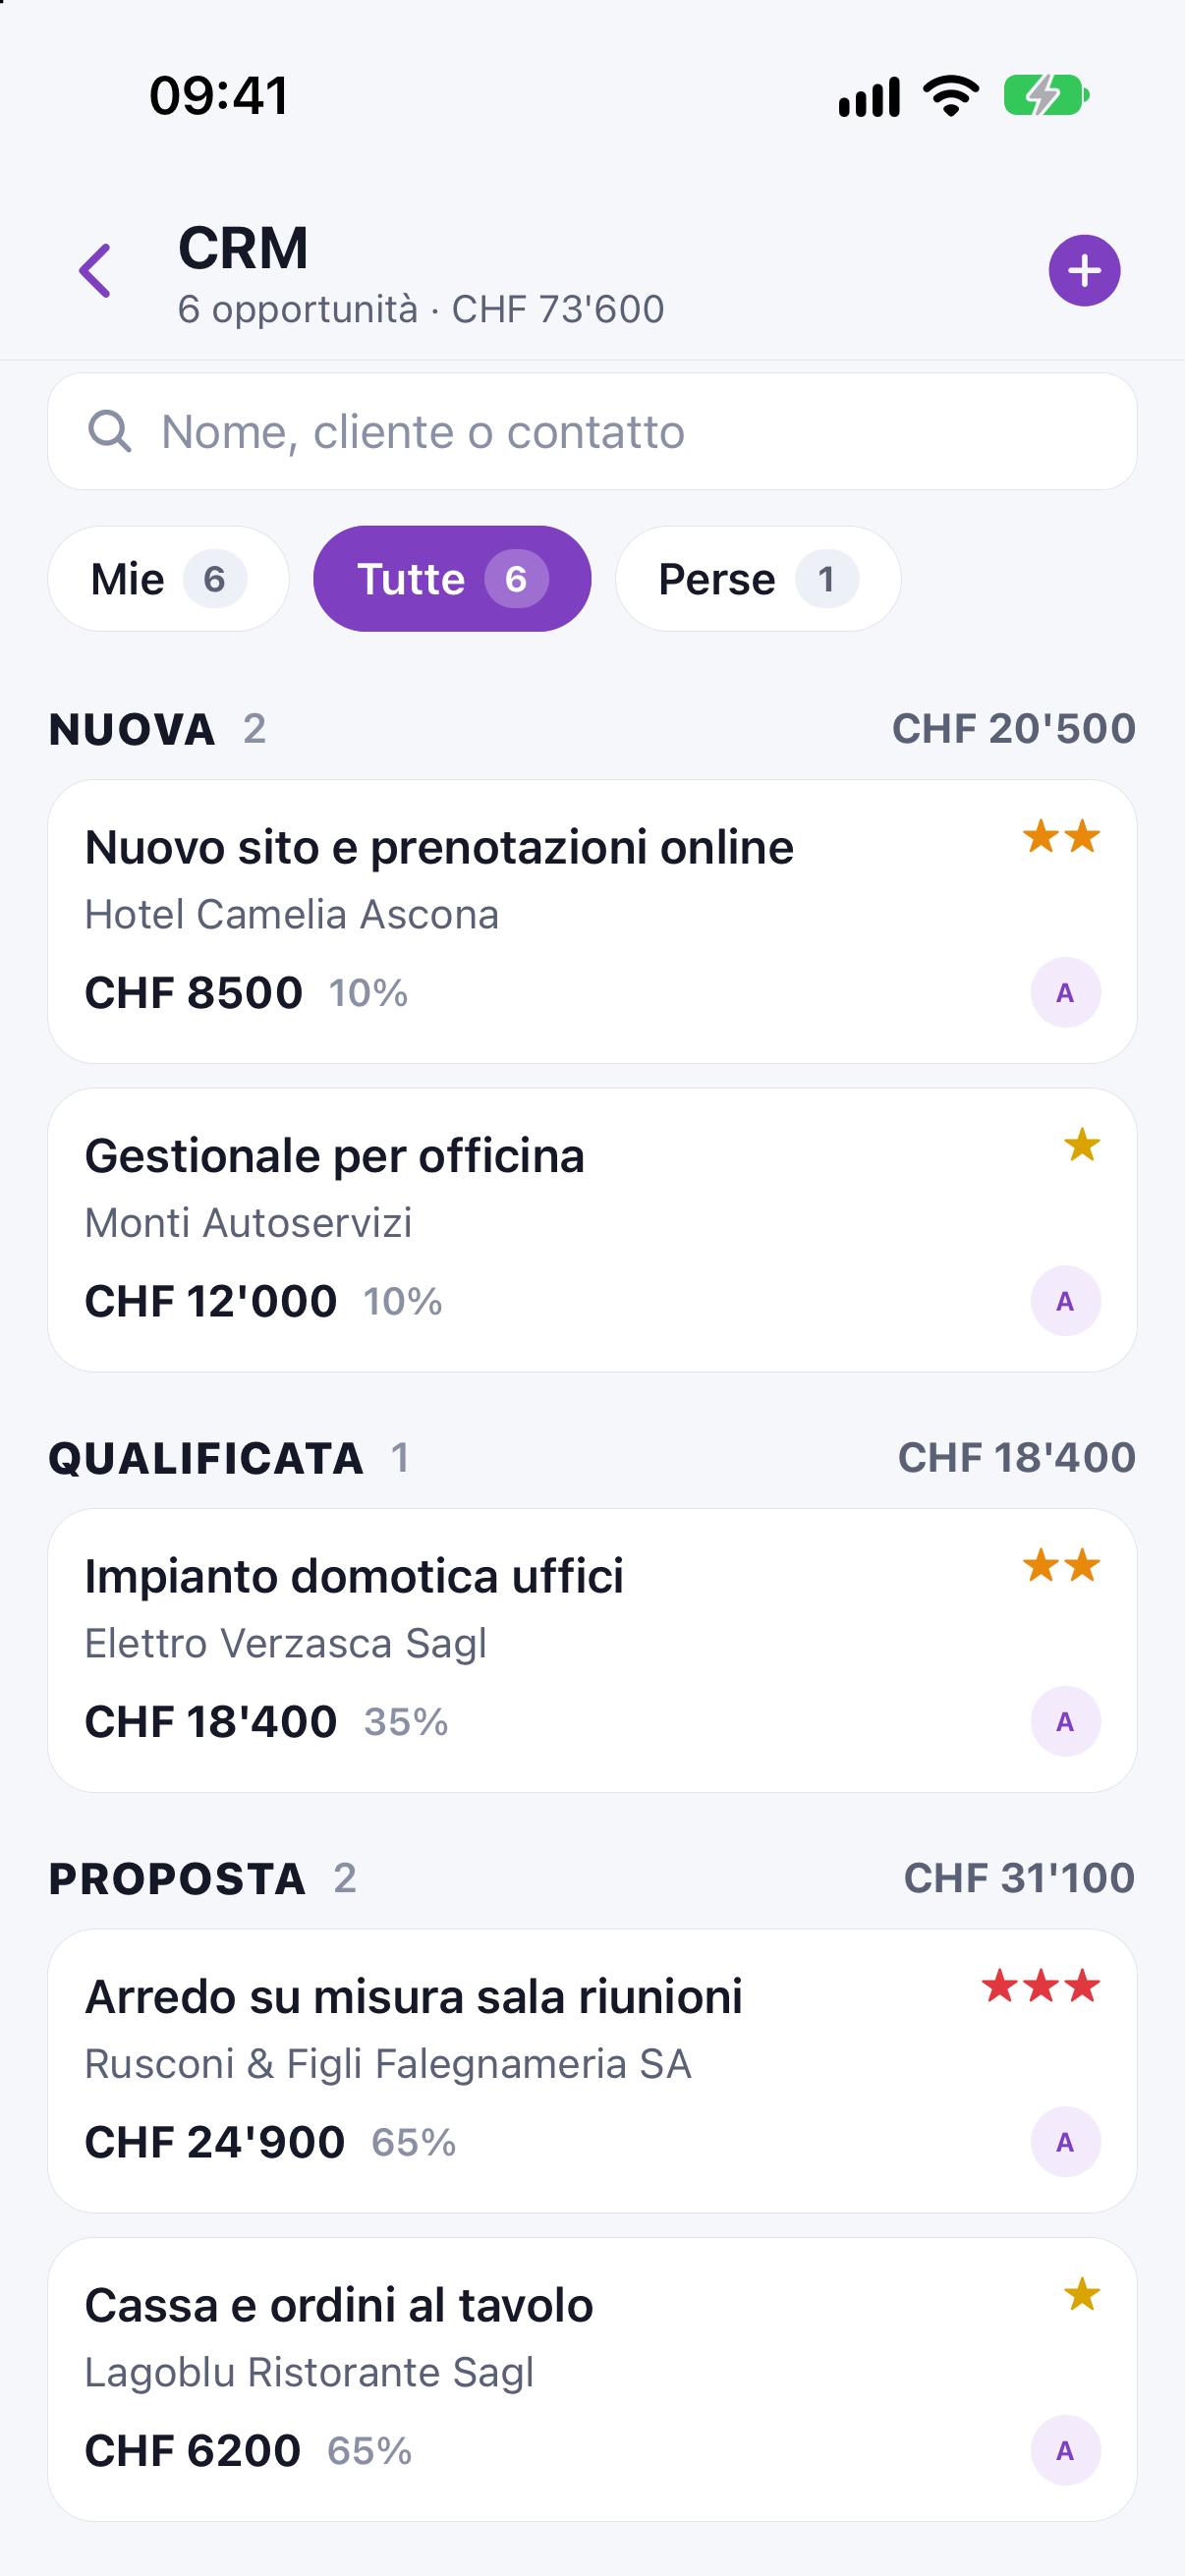 09:41
CRM
6 opportunità · CHF 73'600
Nome, cliente o contatto
Mie 6 Tutte 6 Perse 1
NUOVA 2 CHF 20'500
Nuovo sito e prenotazioni online
Hotel Camelia Ascona
CHF 8500 10% A
Gestionale per officina
Monti Autoservizi
CHF 12'000 10% A
QUALIFICATA 1 CHF 18'400
Impianto domotica uffici
Elettro Verzasca Sagl
CHF 18'400 35% A
PROPOSTA 2 CHF 31'100
Arredo su misura sala riunioni
Rusconi & Figli Falegnameria SA
CHF 24'900 65% A
Cassa e ordini al tavolo
Lagoblu Ristorante Sagl
CHF 6200 65% A